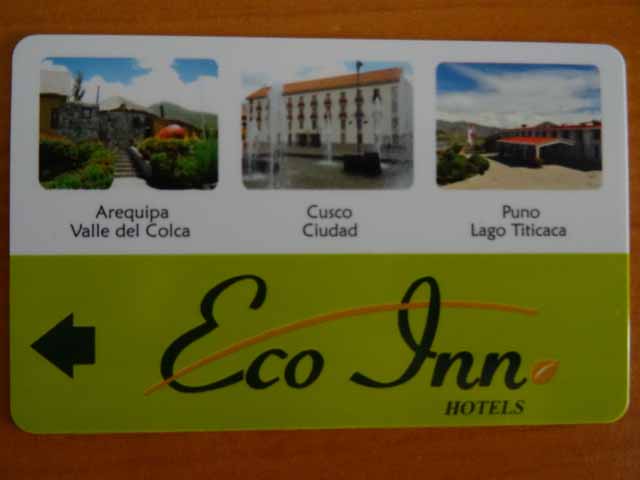 Arequipa
Valle del Colca
Cusco
Ciudad
Puno
Lago Titicaca
Eco Inn
HOTELS